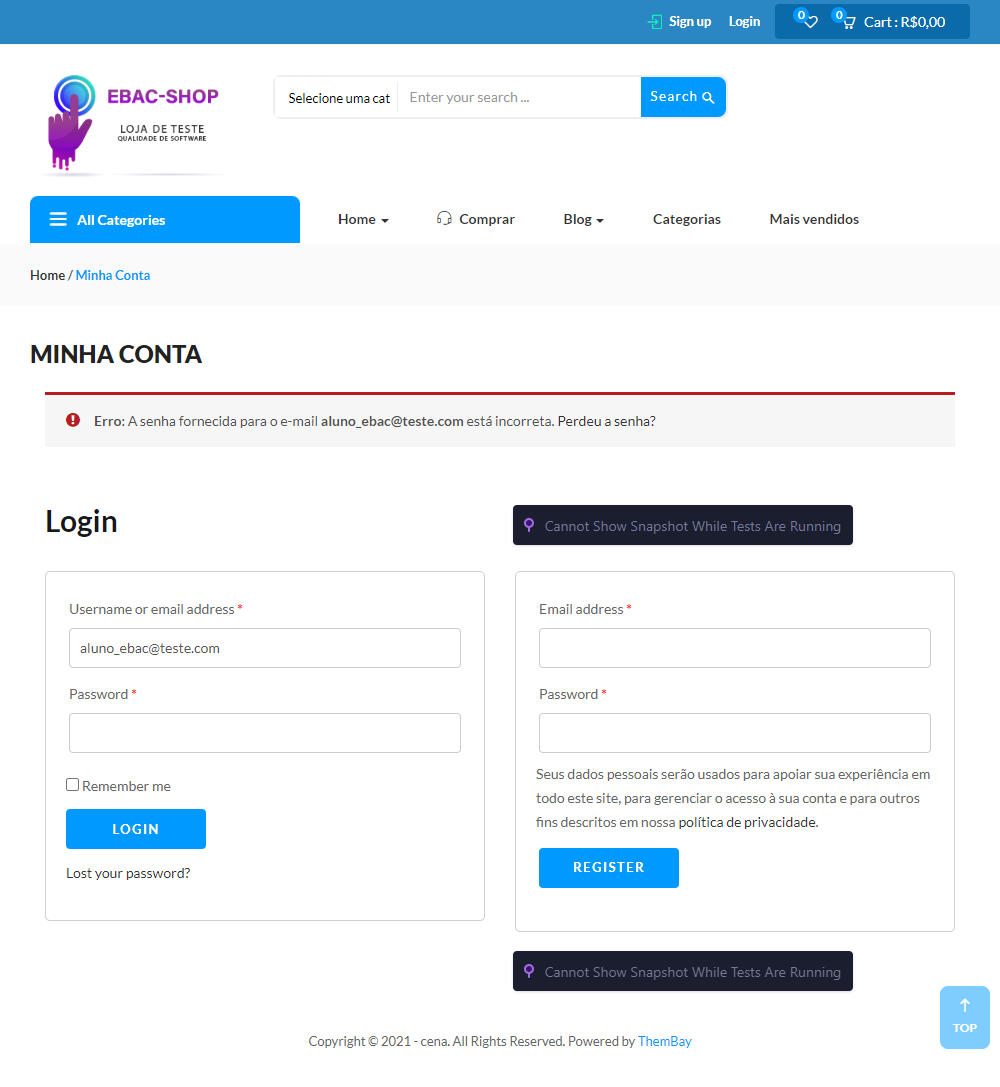 Sign up Login 0 0 Cart : R$0,00
EBAC-SHOP
LOJA DE TESTE
QUALIDADE DE SOFTWARE
Selecione uma cat Enter your search ... Search
All Categories Home Comprar Blog Categorias Mais vendidos
Home / Minha Conta
MINHA CONTA
Erro: A senha fornecida para o e-mail aluno_ebac@teste.com está incorreta. Perdeu a senha?
Login
Cannot Show Snapshot While Tests Are Running
Username or email address *
aluno_ebac@teste.com
Password *
Remember me
LOGIN
Lost your password?
Email address *
Password *
Seus dados pessoais serão usados para apoiar sua experiência em
todo este site, para gerenciar o acesso à sua conta e para outros
fins descritos em nossa política de privacidade.
REGISTER
Cannot Show Snapshot While Tests Are Running
TOP
Copyright © 2021 - cena. All Rights Reserved. Powered by ThemBay